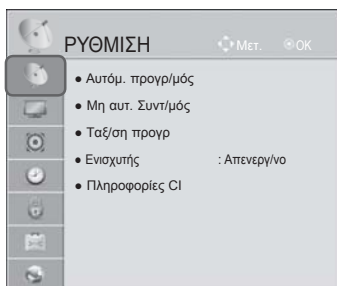 ΡΥΘΜΙΣΗ Μετ. OK
● Αυτόμ. προγρ/μός
● Μη αυτ. Συντ/μός
● Ταξ/ση προγρ
● Ενισχυτής : Απενεργ/νο
● Πληροφορίες CI